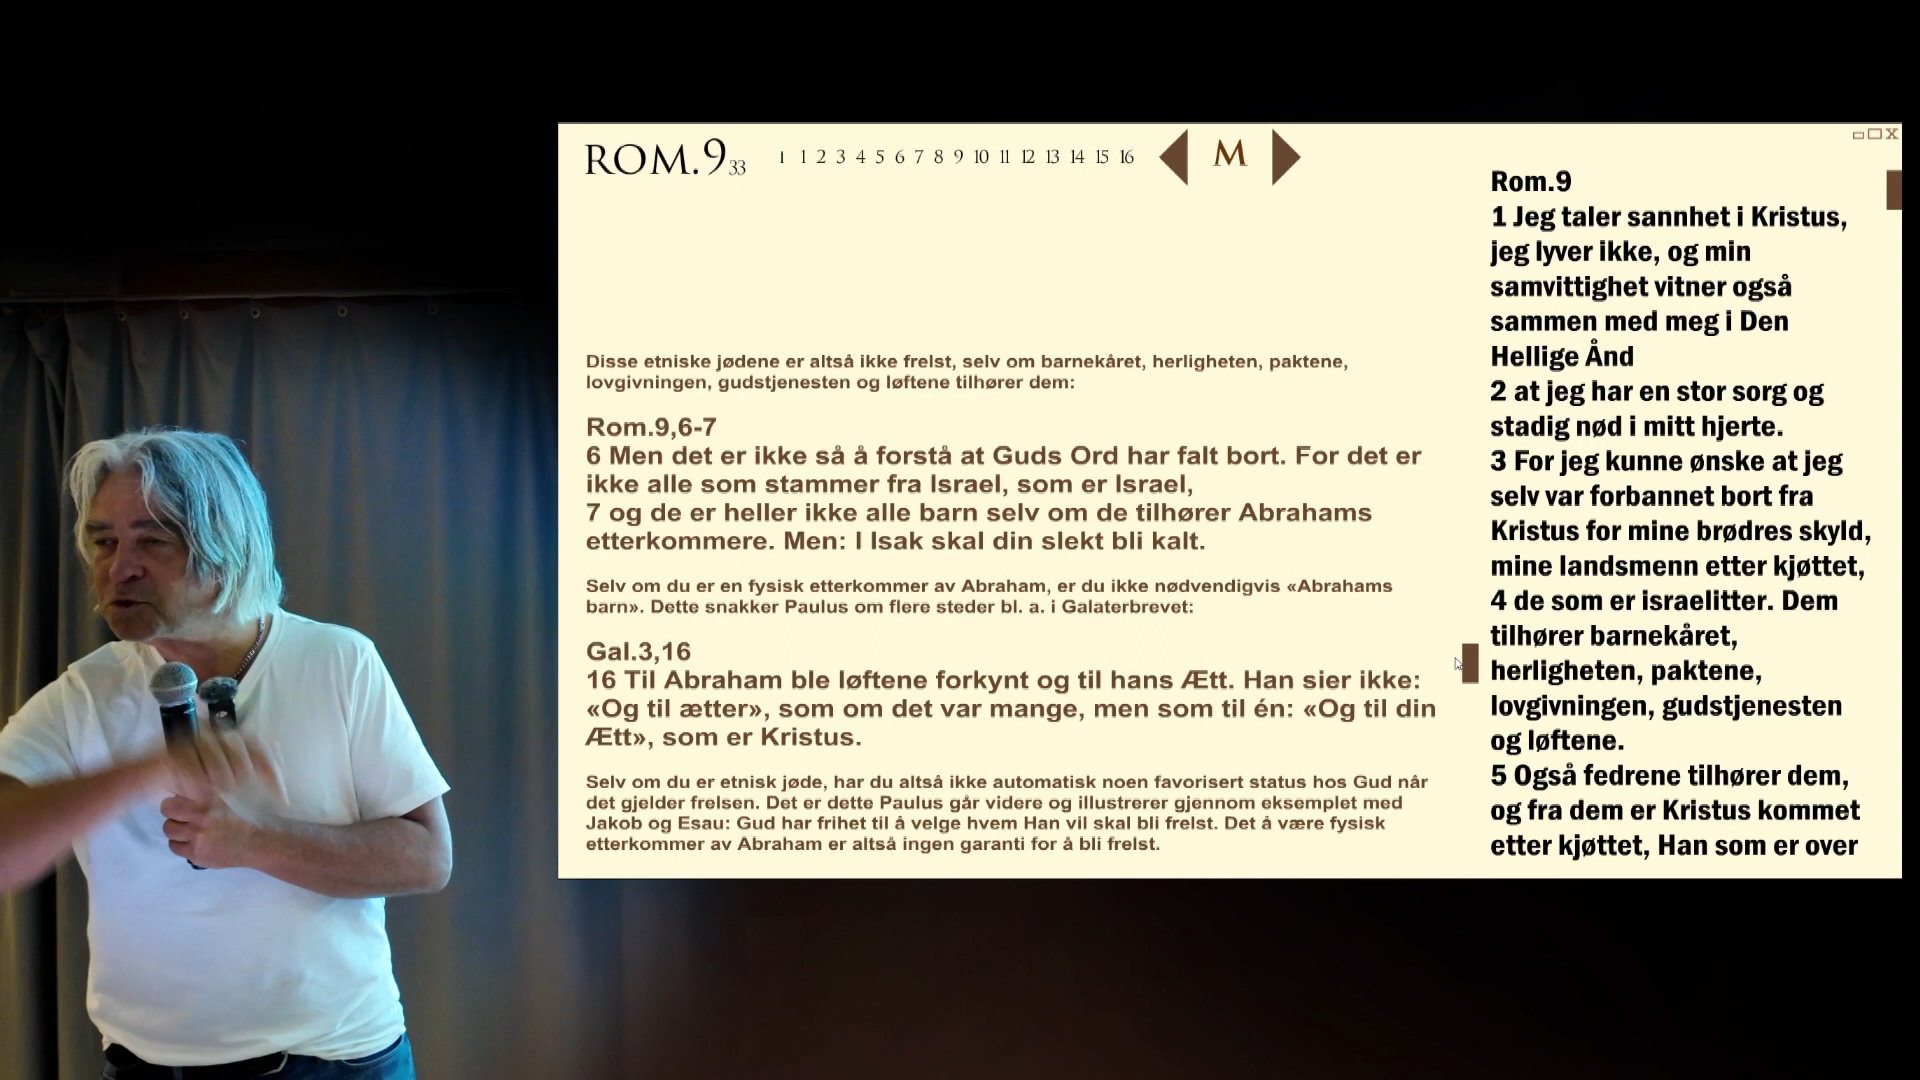 ROM.9 33
I 1 2 3 4 5 6 7 8 9 10 11 12 13 14 15 16
M
Disse etniske jødene er altså ikke frelst, selv om barnekåret, herligheten, paktene,
lovgivningen, gudstjenesten og løftene tilhører dem:
Rom.9,6-7
6 Men det er ikke så å forstå at Guds Ord har falt bort. For det er
ikke alle som stammer fra Israel, som er Israel,
7 og de er heller ikke alle barn selv om de tilhører Abrahams
etterkommere. Men: I Isak skal din slekt bli kalt.
Selv om du er en fysisk etterkommer av Abraham, er du ikke nødvendigvis «Abrahams
barn». Dette snakker Paulus om flere steder bl. a. i Galaterbrevet:
Gal.3,16
16 Til Abraham ble løftene forkynt og til hans Ætt. Han sier ikke:
«Og til ætter», som om det var mange, men som til én: «Og til din
Ætt», som er Kristus.
Selv om du er etnisk jøde, har du altså ikke automatisk noen favorisert status hos Gud når
det gjelder frelsen. Det er dette Paulus går videre og illustrerer gjennom eksemplet med
Jakob og Esau: Gud har frihet til å velge hvem Han vil skal bli frelst. Det å være fysisk
etterkommer av Abraham er altså ingen garanti for å bli frelst.
Rom.9
1 Jeg taler sannhet i Kristus,
jeg lyver ikke, og min
samvittighet vitner også
sammen med meg i Den
Hellige Ånd
2 at jeg har en stor sorg og
stadig nød i mitt hjerte.
3 For jeg kunne ønske at jeg
selv var forbannet bort fra
Kristus for mine brødres skyld,
mine landsmenn etter kjøttet,
4 de som er israelitter. Dem
tilhører barnekåret,
herligheten, paktene,
lovgivningen, gudstjenesten
og løftene.
5 Også fedrene tilhører dem,
og fra dem er Kristus kommet
etter kjøttet, Han som er over